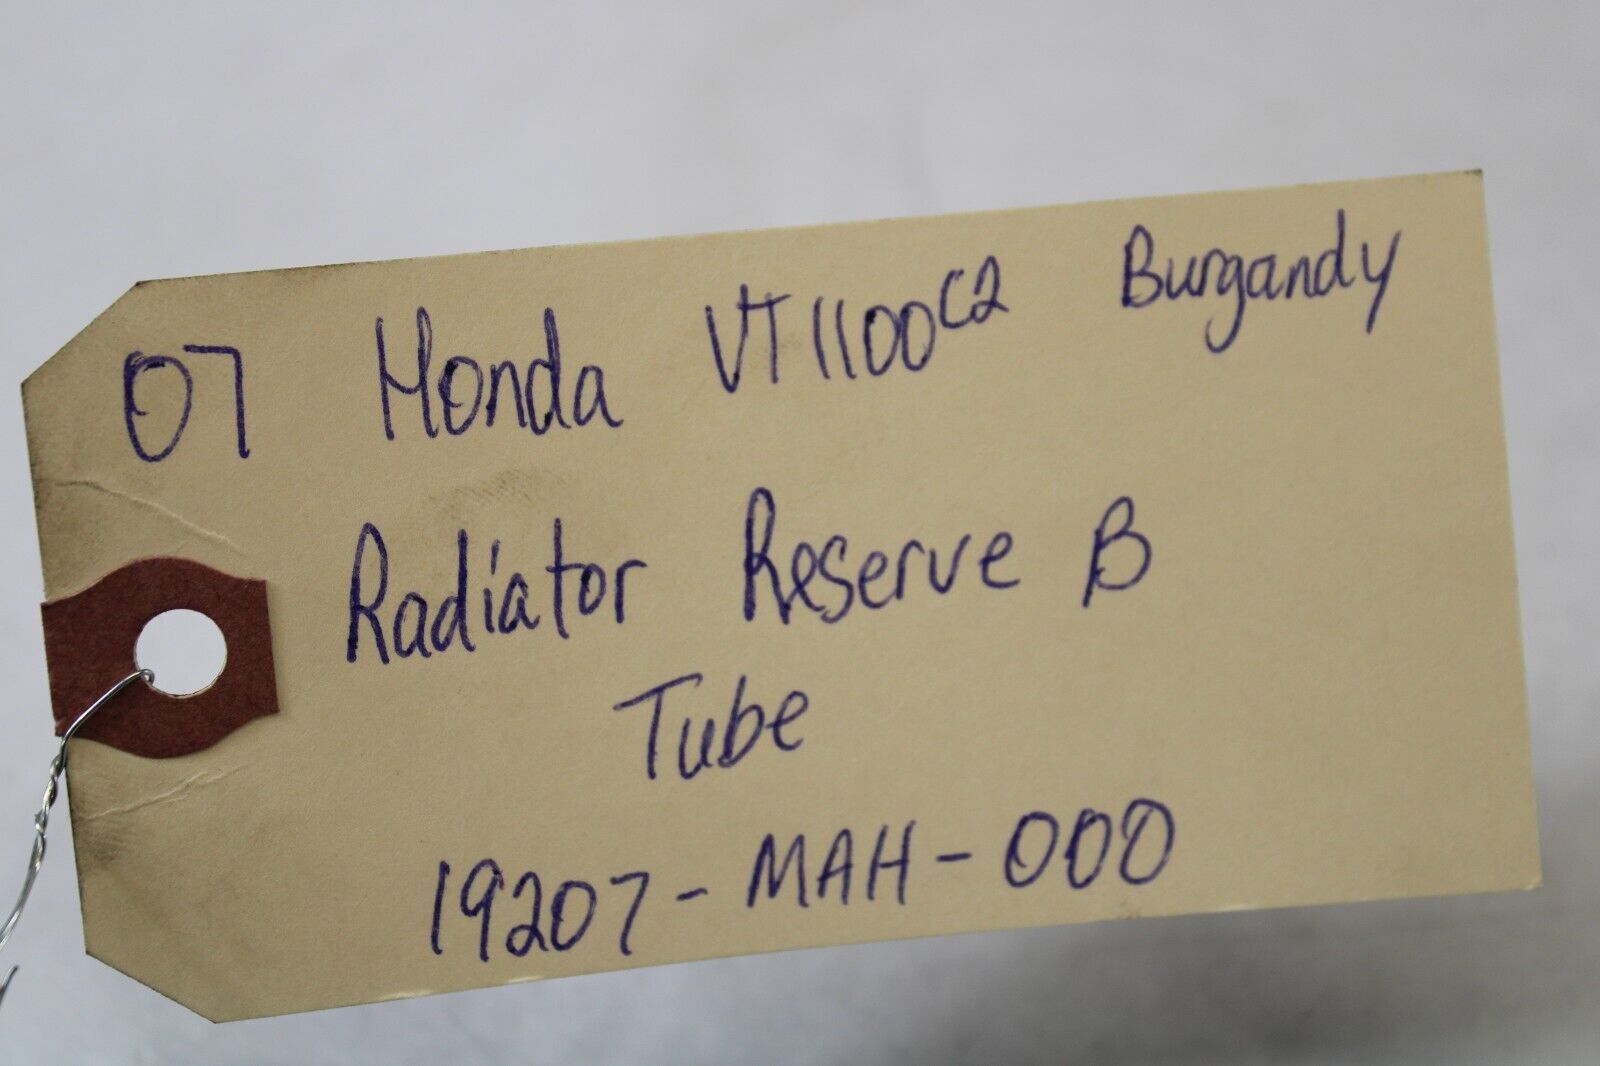 07 Honda VT1100C2 Burgandy
Radiator Reserve B
Tube
19207-MAH-000